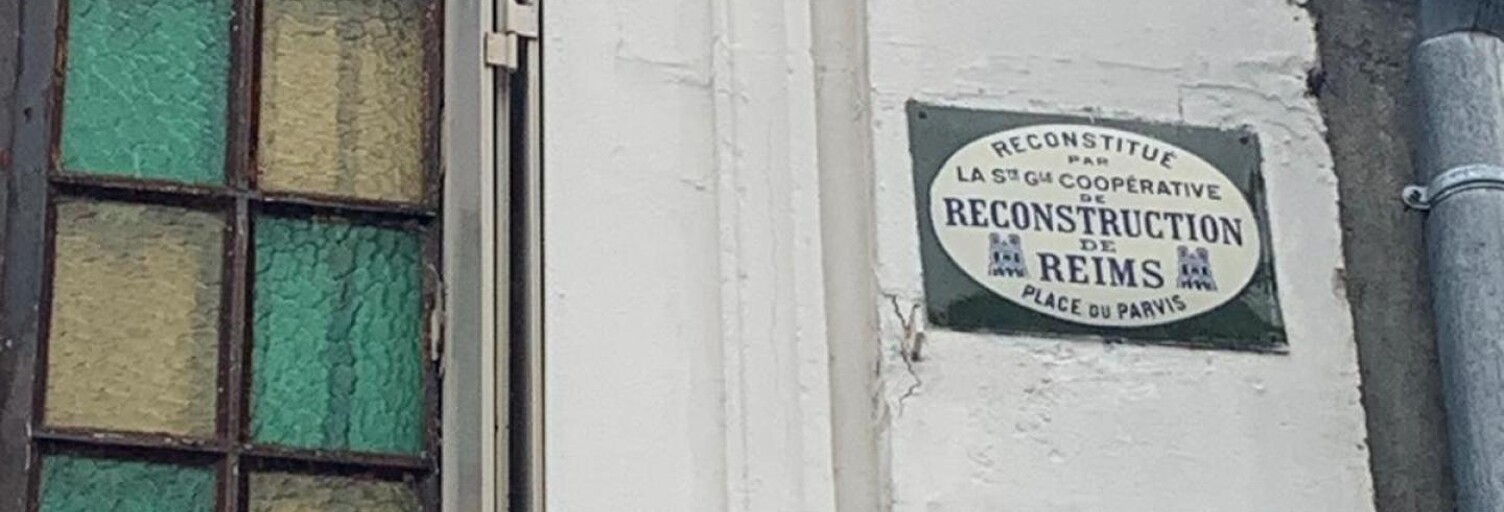 RECONSTITUÉ
PAR
LA STÉ GLE COOPÉRATIVE
DE
RECONSTRUCTION
DE
REIMS
PLACE DU PARVIS